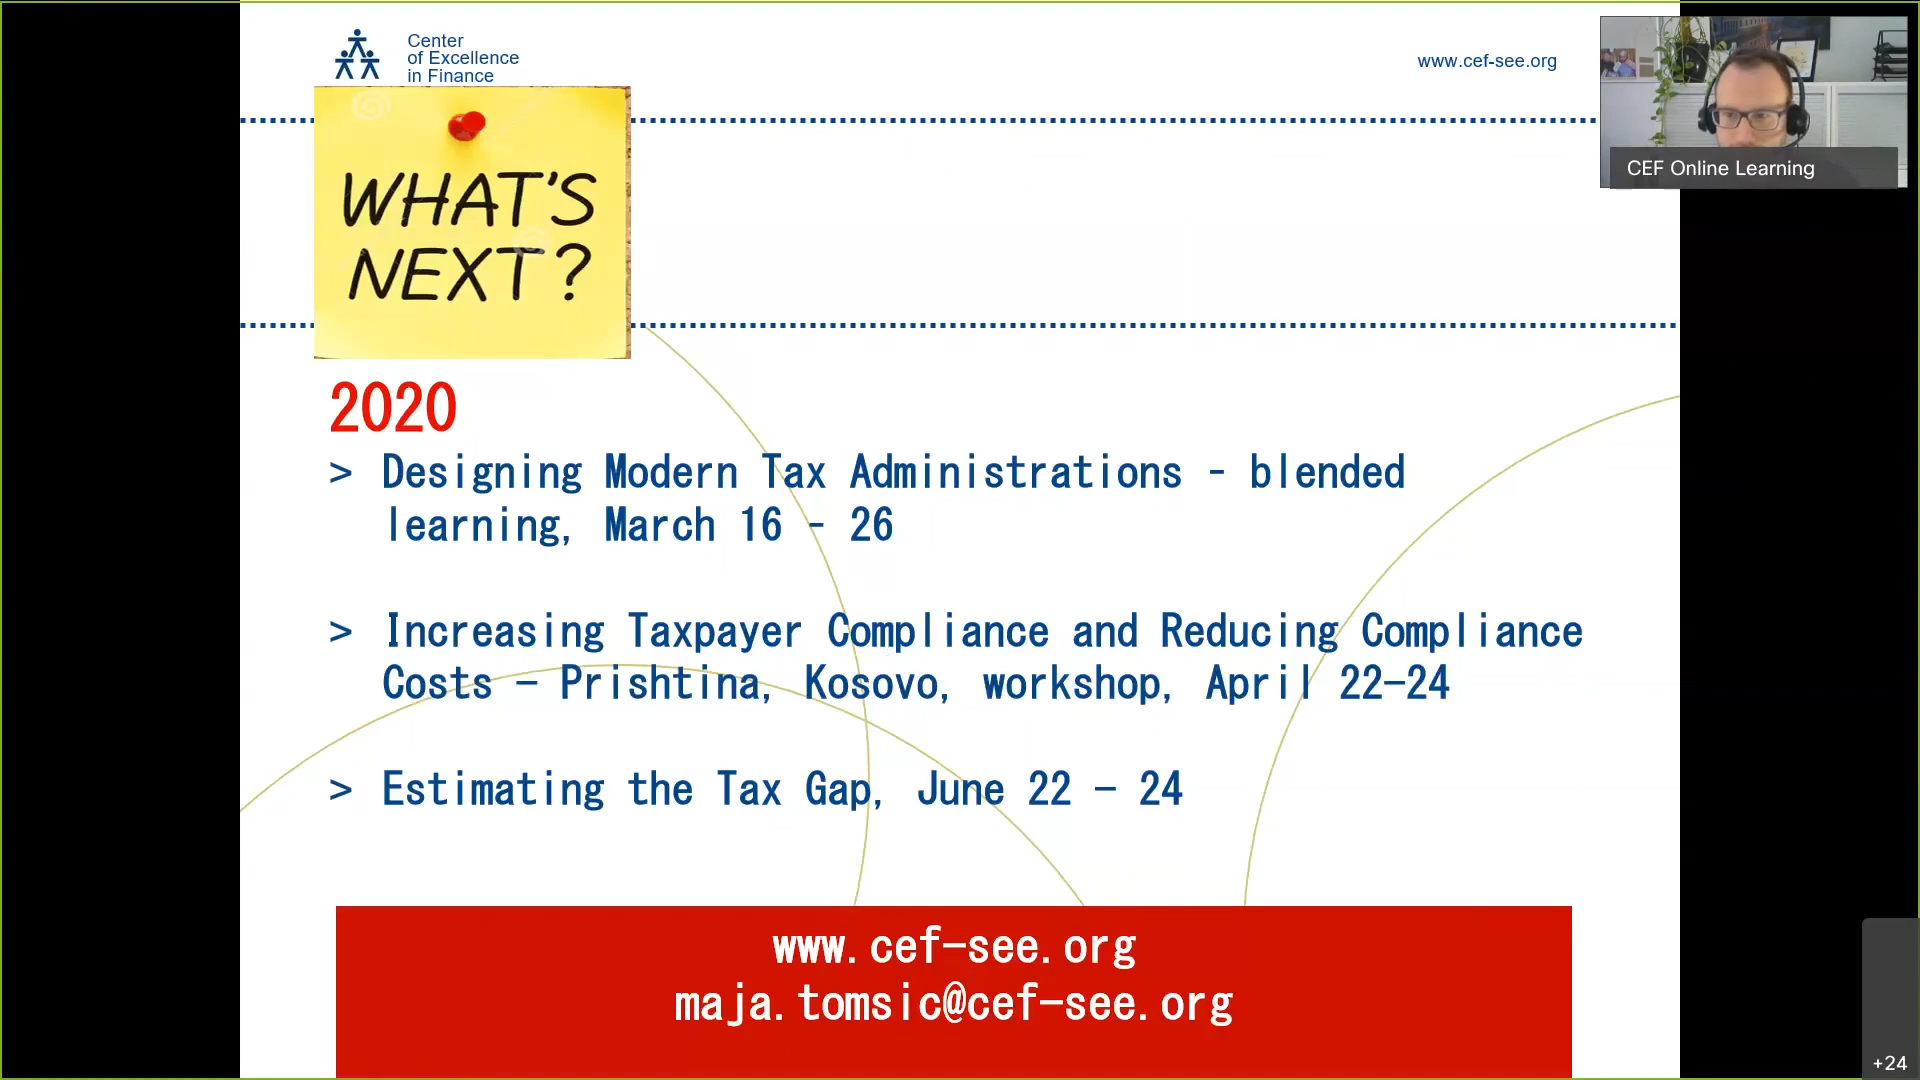 Center
of Excellence
in Finance
www.cef-see.org
CEF Online Learning
WHAT'S
NEXT?
2020
> Designing Modern Tax Administrations - blended
learning, March 16 - 26
> Increasing Taxpayer Compliance and Reducing Compliance
Costs – Prishtina, Kosovo, workshop, April 22–24
> Estimating the Tax Gap, June 22 – 24
www.cef-see.org
maja.tomsic@cef-see.org
+24